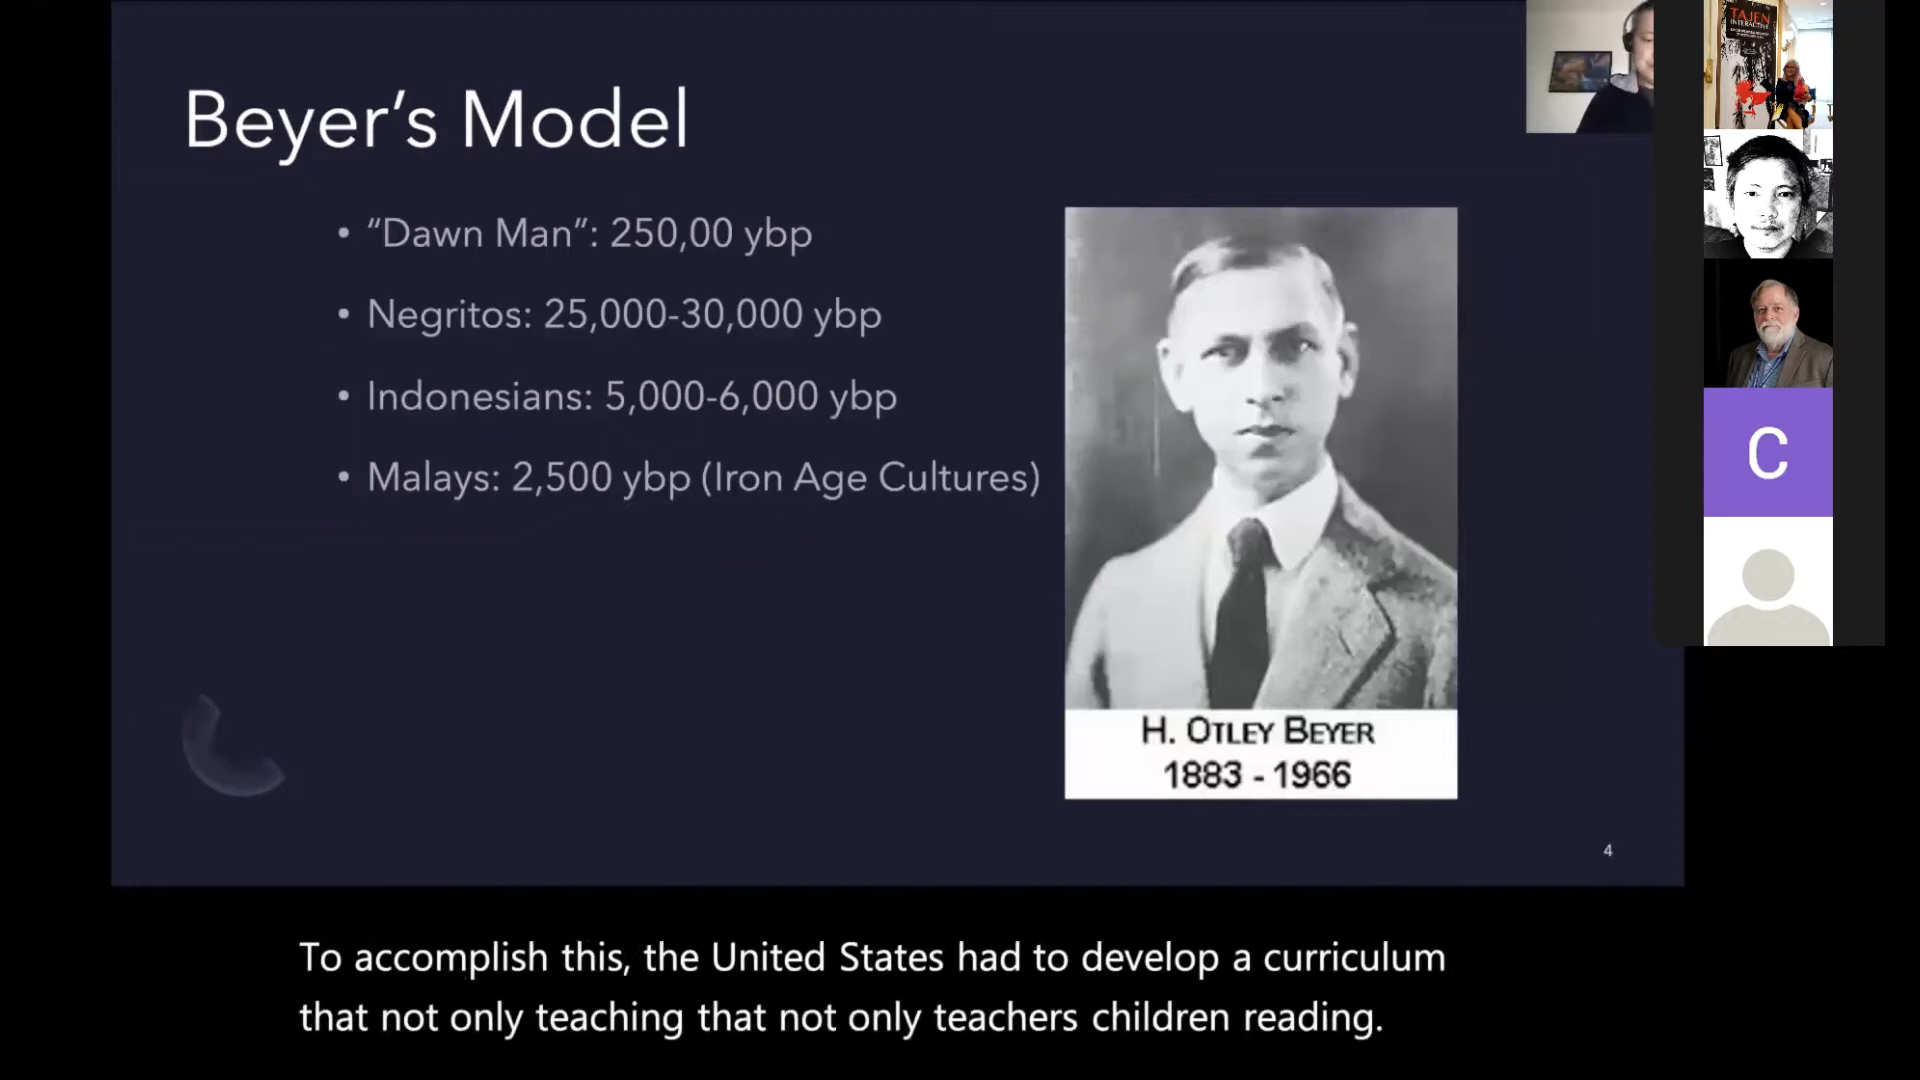 Beyer’s Model
• “Dawn Man”: 250,00 ybp
• Negritos: 25,000-30,000 ybp
• Indonesians: 5,000-6,000 ybp
• Malays: 2,500 ybp (Iron Age Cultures)
H. OTLEY BEYER
1883 - 1966
4
TAJEN
INTERACTIVE
C
To accomplish this, the United States had to develop a curriculum
that not only teaching that not only teachers children reading.